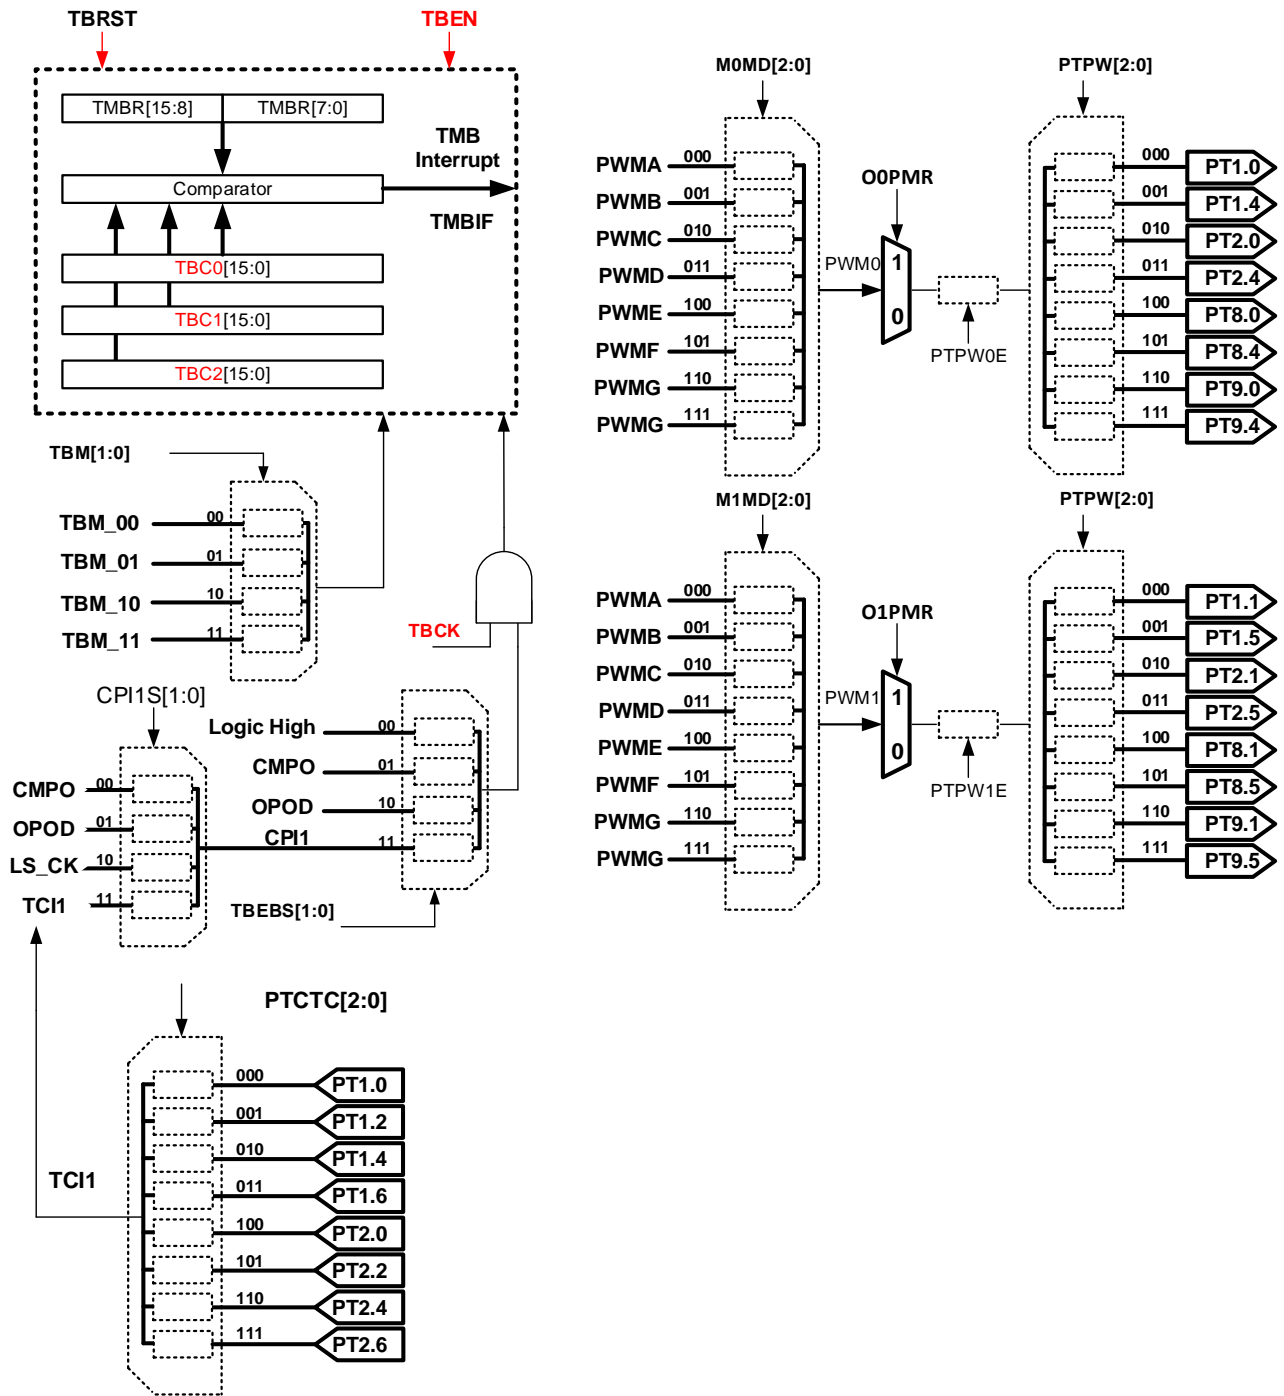 TBRST
TBEN
TMBR[15:8]
TMBR[7:0]
TMB
Interrupt
Comparator
TMBIF
TBC0[15:0]
TBC1[15:0]
TBC2[15:0]
TBM[1:0]
TBM_00
00
TBM_01
01
TBM_10
10
TBM_11
11
TBCK
CPI1S[1:0]
CMPO
00
OPOD
01
LS_CK
10
TCI1
11
Logic High
00
CMPO
01
OPOD
10
CPI1
11
TBEBS[1:0]
PTCTC[2:0]
TCI1
000
PT1.0
001
PT1.2
010
PT1.4
011
PT1.6
100
PT2.0
101
PT2.2
110
PT2.4
111
PT2.6
M0MD[2:0]
PWMA
000
PWMB
001
PWMC
010
PWMD
011
PWME
100
PWMF
101
PWMG
110
PWMG
111
O0PMR
PWM0
1
0
PTPW0E
PTPW[2:0]
000
PT1.0
001
PT1.4
010
PT2.0
011
PT2.4
100
PT8.0
101
PT8.4
110
PT9.0
111
PT9.4
M1MD[2:0]
PWMA
000
PWMB
001
PWMC
010
PWMD
011
PWME
100
PWMF
101
PWMG
110
PWMG
111
O1PMR
PWM1
1
0
PTPW1E
PTPW[2:0]
000
PT1.1
001
PT1.5
010
PT2.1
011
PT2.5
100
PT8.1
101
PT8.5
110
PT9.1
111
PT9.5